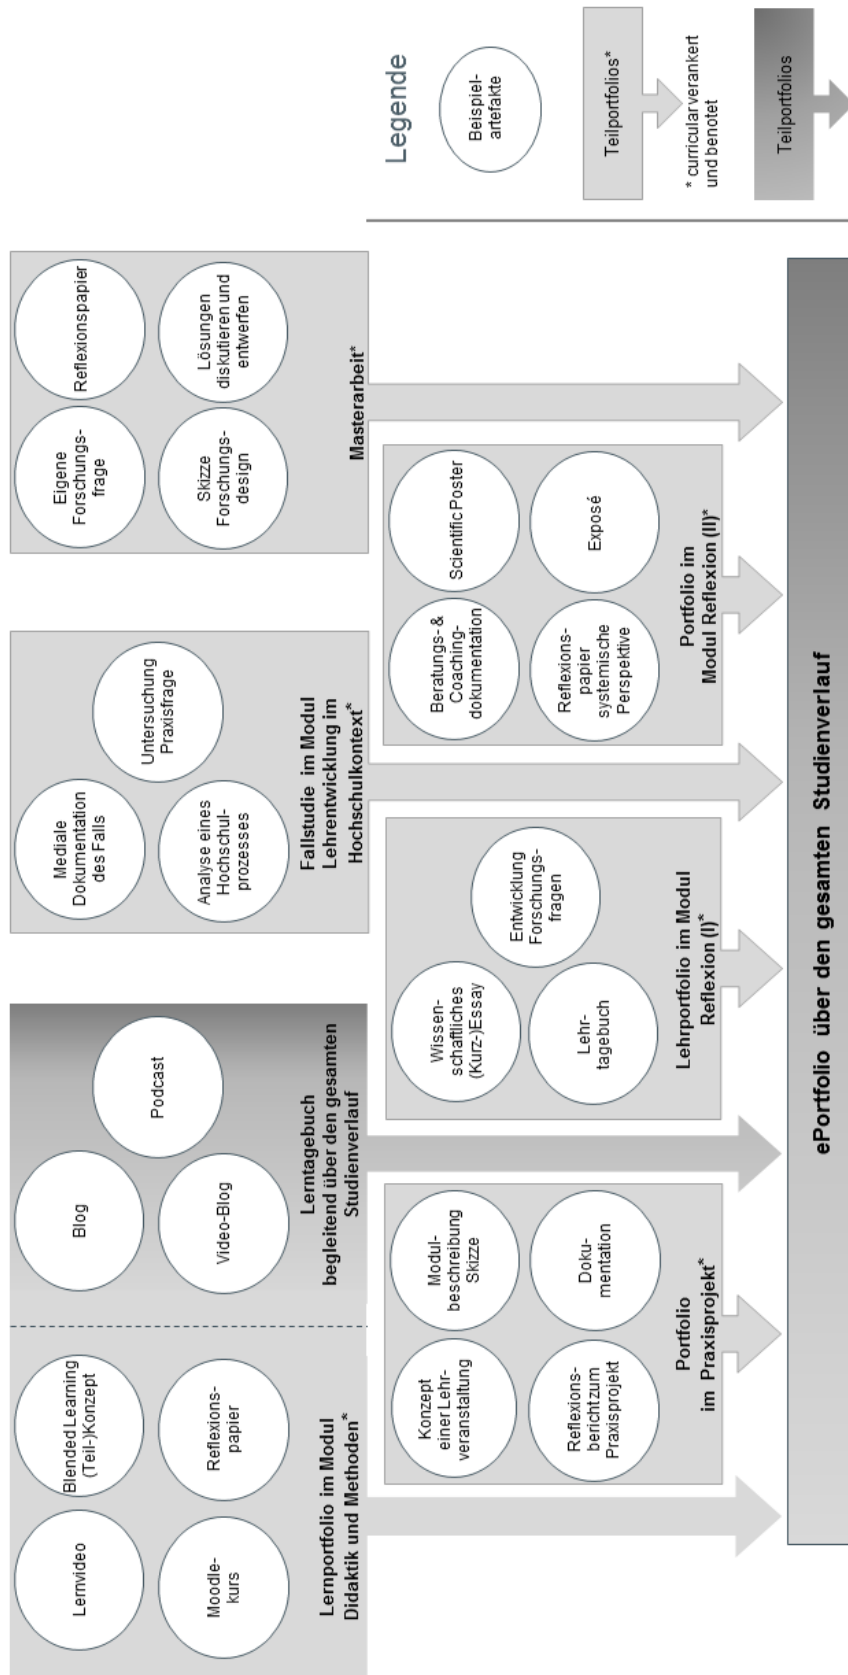 Lernvideo
Blended Learning
(Teil-)Konzept
Moodle-
kurs
Reflexions-
papier
Lernportfolio im Modul
Didaktik und Methoden*
Blog
Podcast
Video-Blog
Lerntagebuch
begleitend über den gesamten
Studienverlauf
Mediale
Dokumentation
des Falls
Untersuchung
Praxisfrage
Analyse eines
Hochschul-
prozesses
Fallstudie im Modul
Lehrentwicklung im
Hochschulkontext*
Eigene
Forschungs-
frage
Reflexionspapier
Skizze
Forschungs-
design
Lösungen
diskutieren und
entwerfen
Masterarbeit*
Konzept
einer Lehr-
veranstaltung
Modul-
beschreibung
Skizze
Reflexions-
bericht zum
Praxisprojekt
Doku-
mentation
Portfolio
im Praxisprojekt*
Wissen-
schaftliches
(Kurz-)Essay
Entwicklung
Forschungs-
fragen
Lehr-
tagebuch
Lehrportfolio im Modul
Reflexion (I)*
Beratungs- &
Coaching-
dokumentation
Scientific Poster
Reflexions-
papier
systemische
Perspektive
Exposé
Portfolio im
Modul Reflexion (II)*
ePortfolio über den gesamten Studienverlauf
Legende
Beispiel-
artefakte
Teilportfolios*
* curricular verankert
und benotet
Teilportfolios